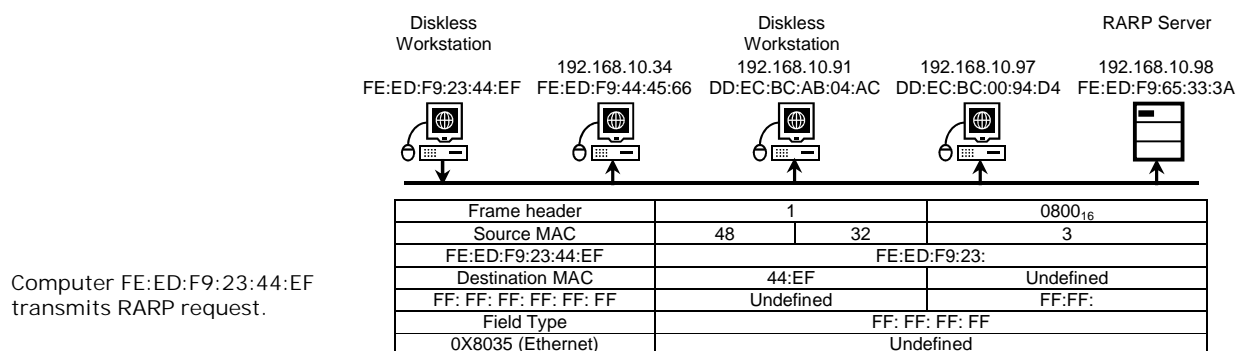 Diskless Diskless RARP Server
Workstation Workstation
192.168.10.34 192.168.10.91 192.168.10.97 192.168.10.98
FE:ED:F9:23:44:EF FE:ED:F9:44:45:66 DD:EC:BC:AB:04:AC DD:EC:BC:00:94:D4 FE:ED:F9:65:33:3A
Frame header 1 0800₁₆
Source MAC 48 32 3
FE:ED:F9:23:44:EF FE:ED:F9:23:
Destination MAC 44:EF Undefined
FF: FF: FF: FF: FF: FF Undefined FF:FF:
Field Type FF: FF: FF: FF
0X8035 (Ethernet) Undefined
Computer FE:ED:F9:23:44:EF
transmits RARP request.